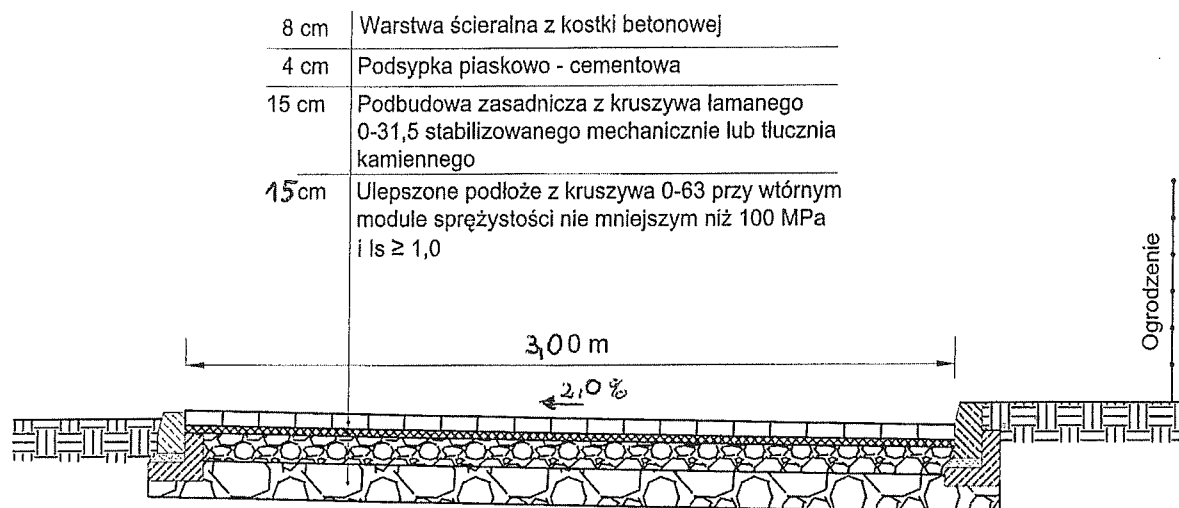 8 cm Warstwa ścieralna z kostki betonowej
4 cm Podsypka piaskowo - cementowa
15 cm Podbudowa zasadnicza z kruszywa łamanego
0-31,5 stabilizowanego mechanicznie lub tłucznia
kamiennego
15 cm Ulepszone podłoże z kruszywa 0-63 przy wtórnym
module sprężystości nie mniejszym niż 100 MPa
i Is ≥ 1,0
Ogrodzenie
3,00 m
2,0 %